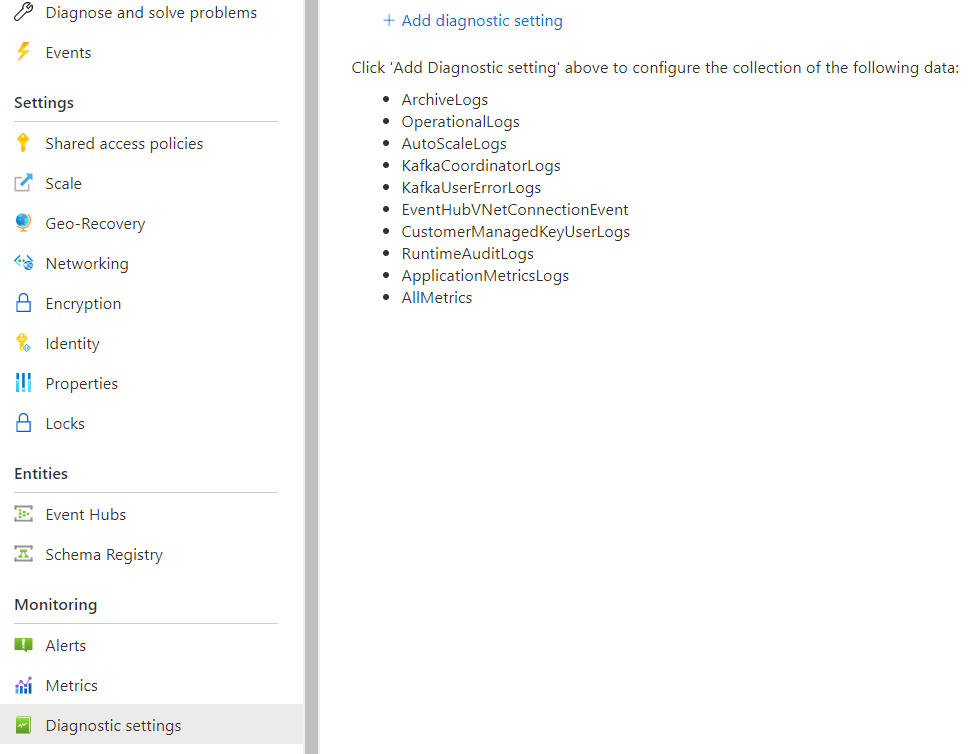 Diagnose and solve problems
Events
Settings
Shared access policies
Scale
Geo-Recovery
Networking
Encryption
Identity
Properties
Locks
Entities
Event Hubs
Schema Registry
Monitoring
Alerts
Metrics
Diagnostic settings
+ Add diagnostic setting
Click 'Add Diagnostic setting' above to configure the collection of the following data:
• ArchiveLogs
• OperationalLogs
• AutoScaleLogs
• KafkaCoordinatorLogs
• KafkaUserErrorLogs
• EventHubVNetConnectionEvent
• CustomerManagedKeyUserLogs
• RuntimeAuditLogs
• ApplicationMetricsLogs
• AllMetrics